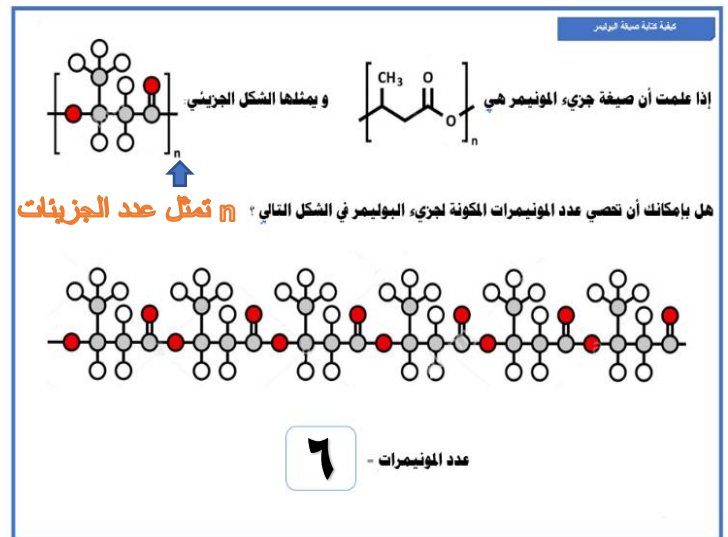 كيفية كتابة صيغة البوليمر
إذا علمت أن صيغة جزيء المونيمر هي
CH₃ O
O
n
و يمثلها الشكل الجزيئي:
n
n تمثل عدد الجزيئات
هل بإمكانك أن تحصي عدد المونيمرات المكونة لجزيء البوليمر في الشكل التالي ؟
عدد المونيمرات =
٦